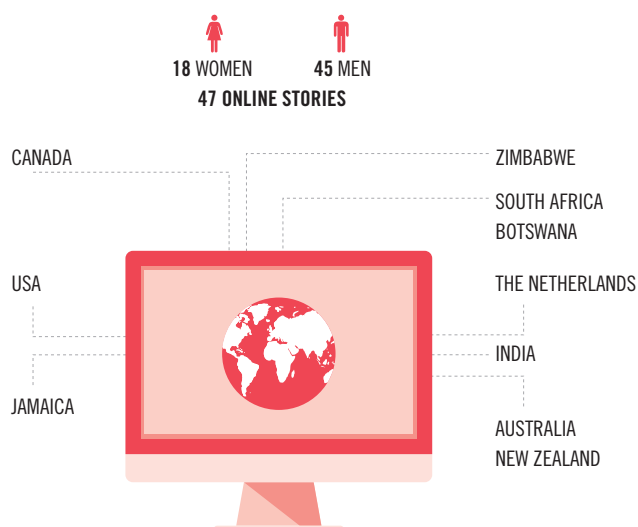 18 WOMEN
45 MEN
47 ONLINE STORIES
CANADA
ZIMBABWE
SOUTH AFRICA
BOTSWANA
USA
THE NETHERLANDS
INDIA
JAMAICA
AUSTRALIA
NEW ZEALAND